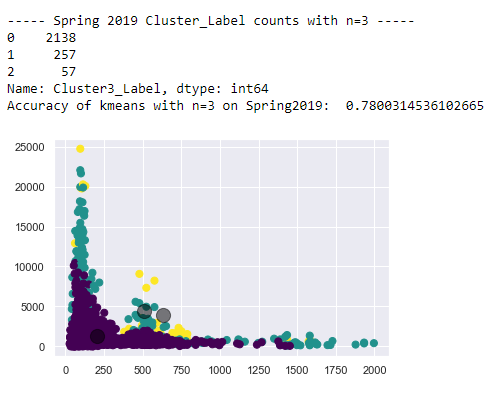 ----- Spring 2019 Cluster_Label counts with n=3 -----
0    2138
1     257
2      57
Name: Cluster3_Label, dtype: int64
Accuracy of kmeans with n=3 on Spring2019:  0.7800314536102665
25000
20000
15000
10000
5000
0
0 250 500 750 1000 1250 1500 1750 2000